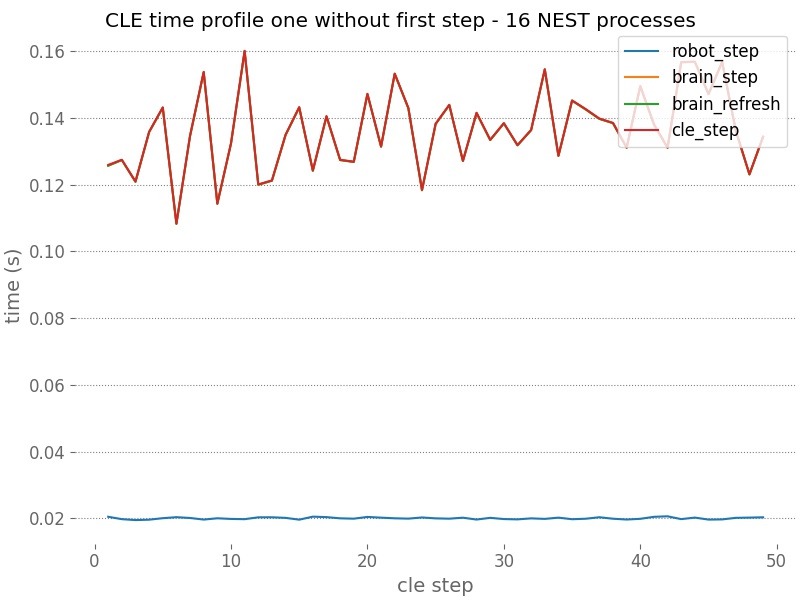 CLE time profile one without first step - 16 NEST processes
robot_step
brain_step
brain_refresh
cle_step
time (s)
0.16
0.14
0.12
0.10
0.08
0.06
0.04
0.02
0 10 20 30 40 50
cle step